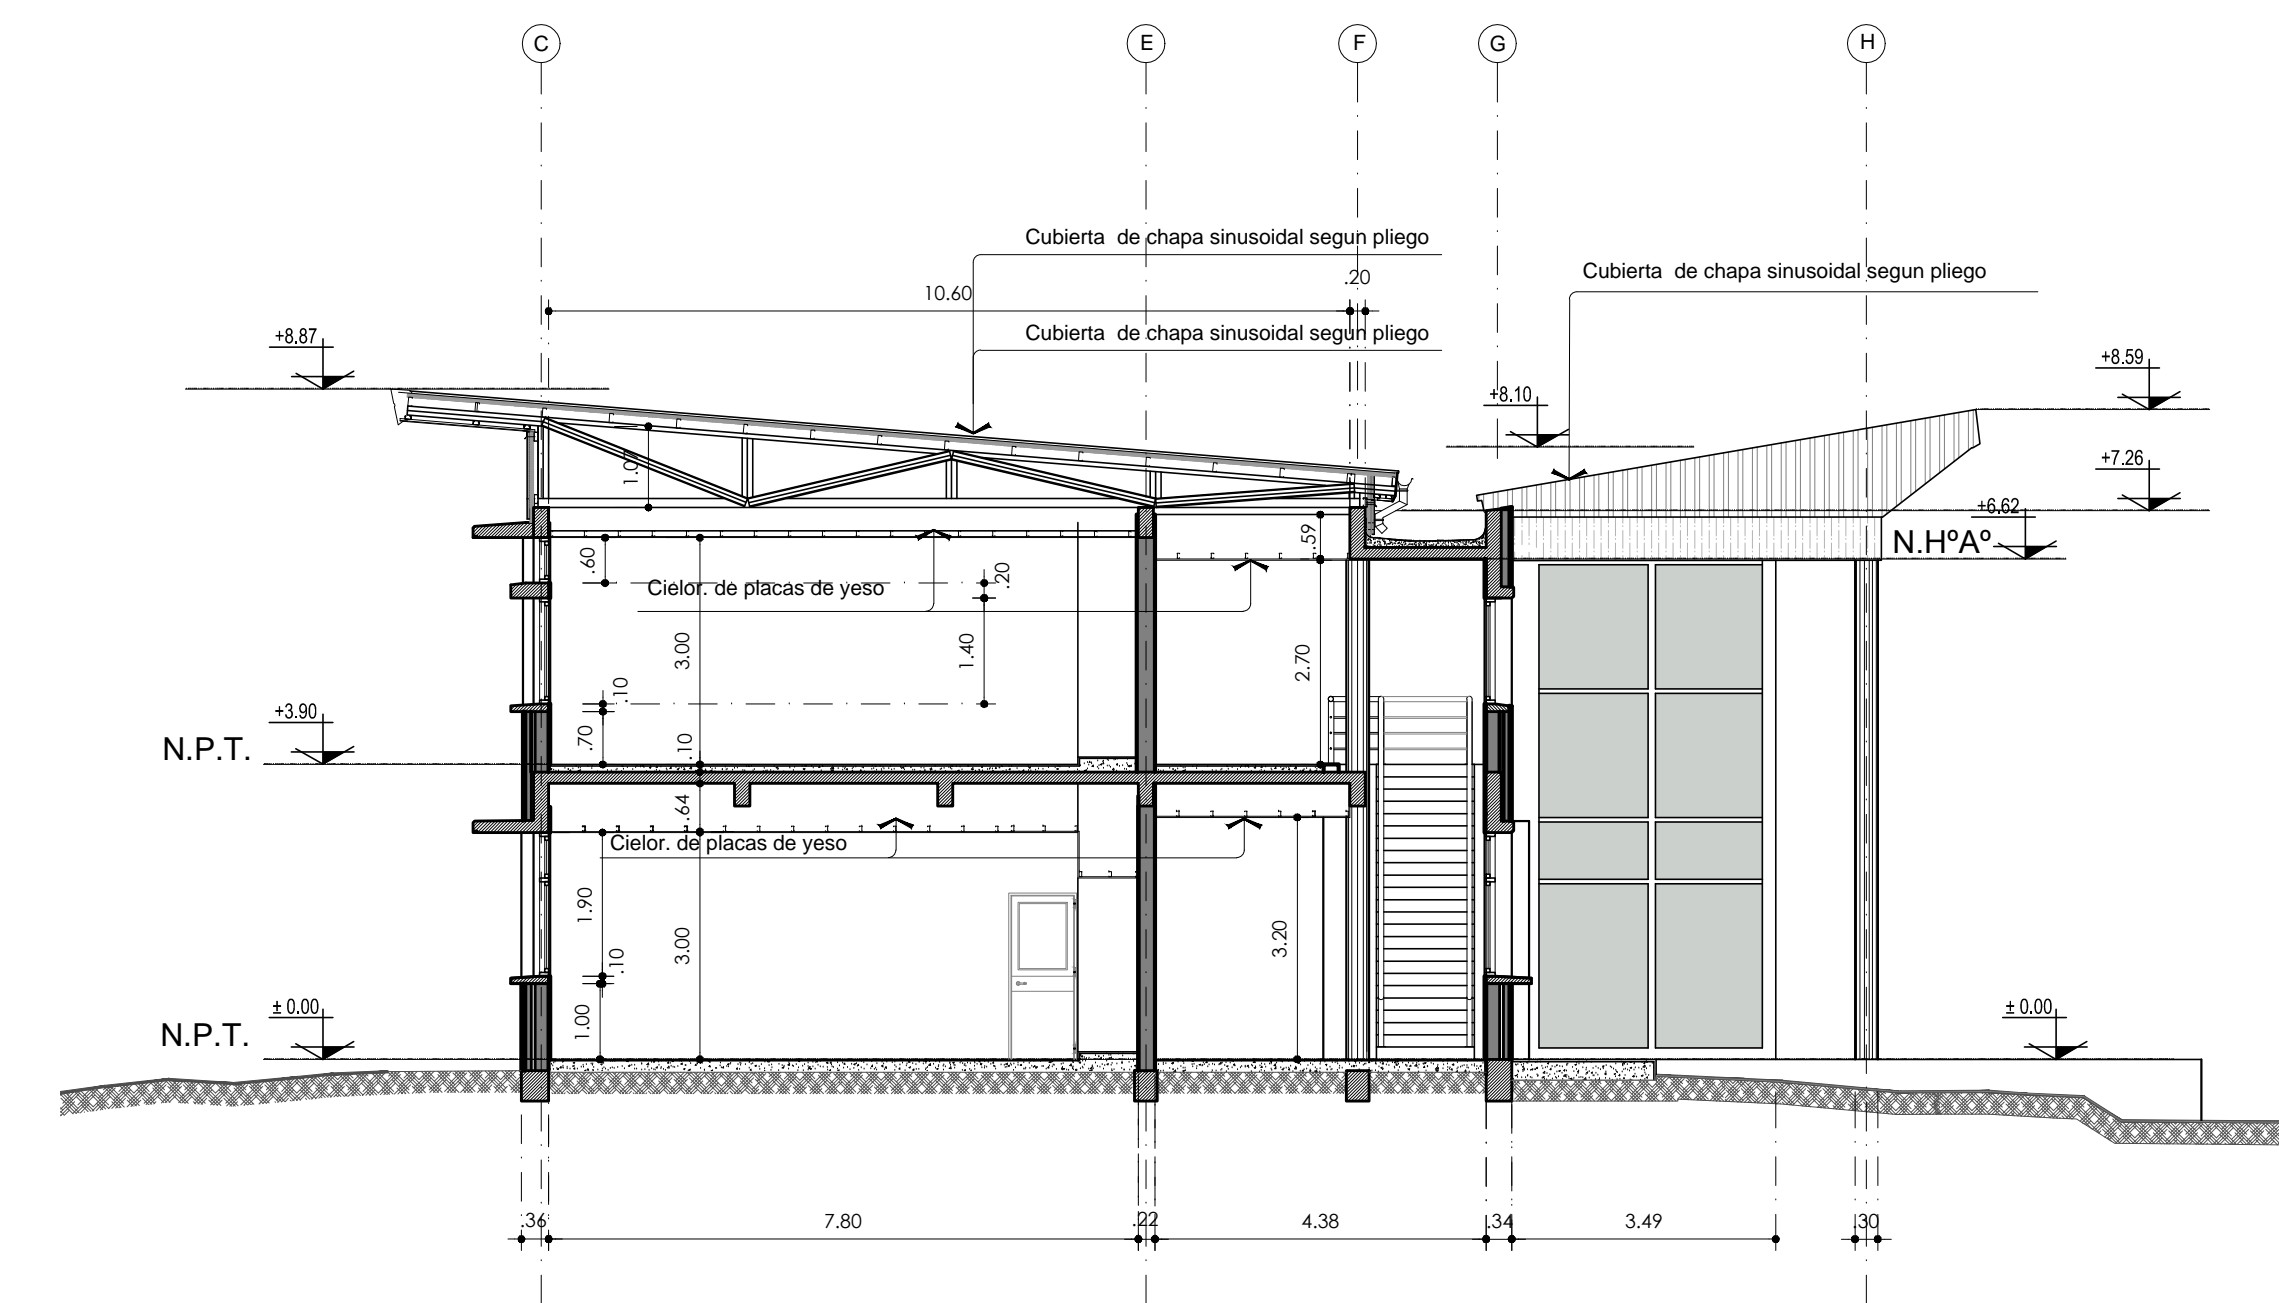 C
E
F
G
H
Cubierta de chapa sinusoidal segun pliego
Cubierta de chapa sinusoidal segun pliego
.20
10.60
Cubierta de chapa sinusoidal segun pliego
+8.87
+8.59
+8.10
+7.26
+6.62
N.HºAº
1.0
.60
.59
.20
Cielor. de placas de yeso
3.00
1.40
2.70
.10
+3.90
N.P.T.
.70
.10
.64
Cielor. de placas de yeso
1.90
3.00
3.20
.10
1.00
± 0.00
N.P.T.
± 0.00
.36
7.80
.22
4.38
.34
3.49
.30